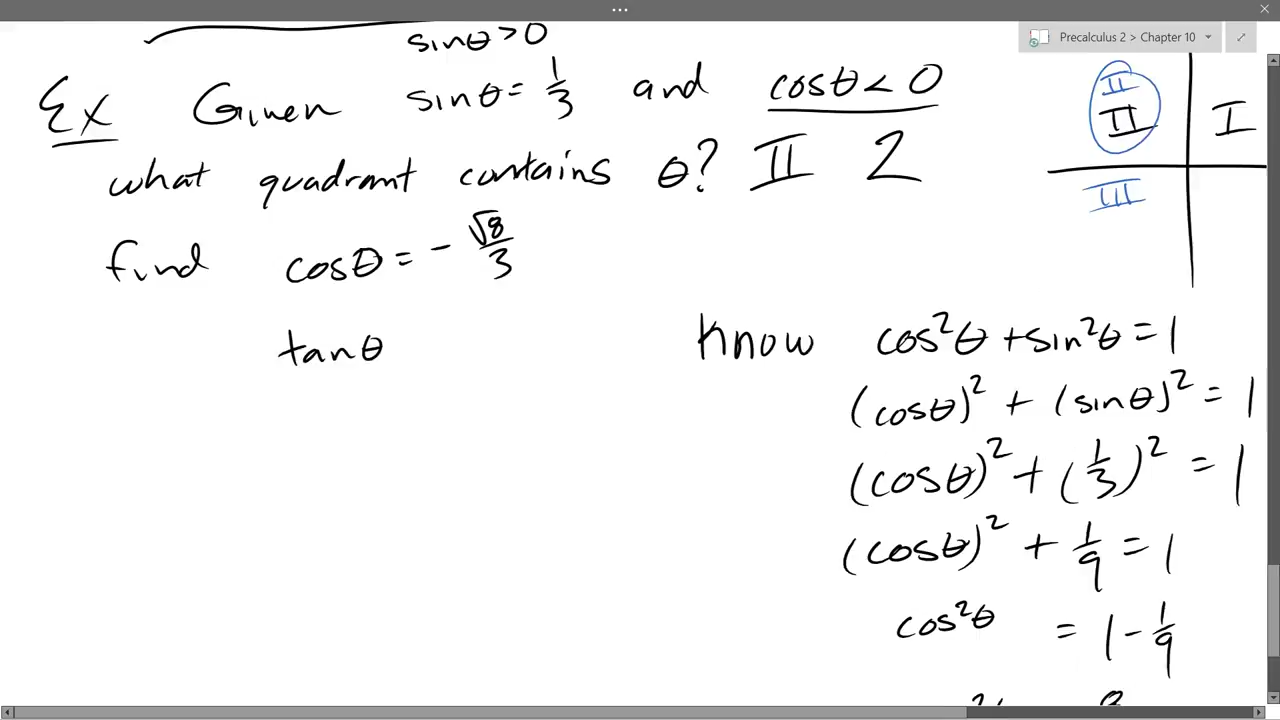 Precalculus 2 > Chapter 10
sinθ > 0
Ex Given sinθ = 1/3 and cosθ < 0
what quadrant contains θ? II 2
II
II I
III
find cosθ = - √8/3
tanθ
Know cos²θ + sin²θ = 1
(cosθ)² + (sinθ)² = 1
(cosθ)² + (1/3)² = 1
(cosθ)² + 1/9 = 1
cos²θ = 1 - 1/9